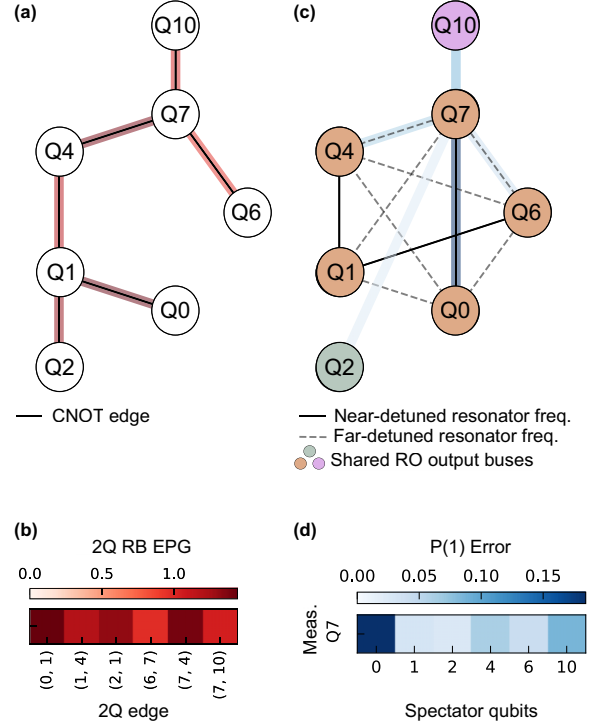 (a)
Q10
Q7
Q4
Q6
Q1
Q0
Q2
CNOT edge
(c)
Q10
Q7
Q4
Q6
Q1
Q0
Q2
Near-detuned resonator freq.
Far-detuned resonator freq.
Shared RO output buses
(b)
2Q RB EPG
0.0 0.5 1.0
(0, 1) (1, 4) (2, 1) (6, 7) (7, 4) (7, 10)
2Q edge
(d)
P(1) Error
0.00 0.05 0.10 0.15
Meas.
Q7
0 1 2 4 6 10
Spectator qubits